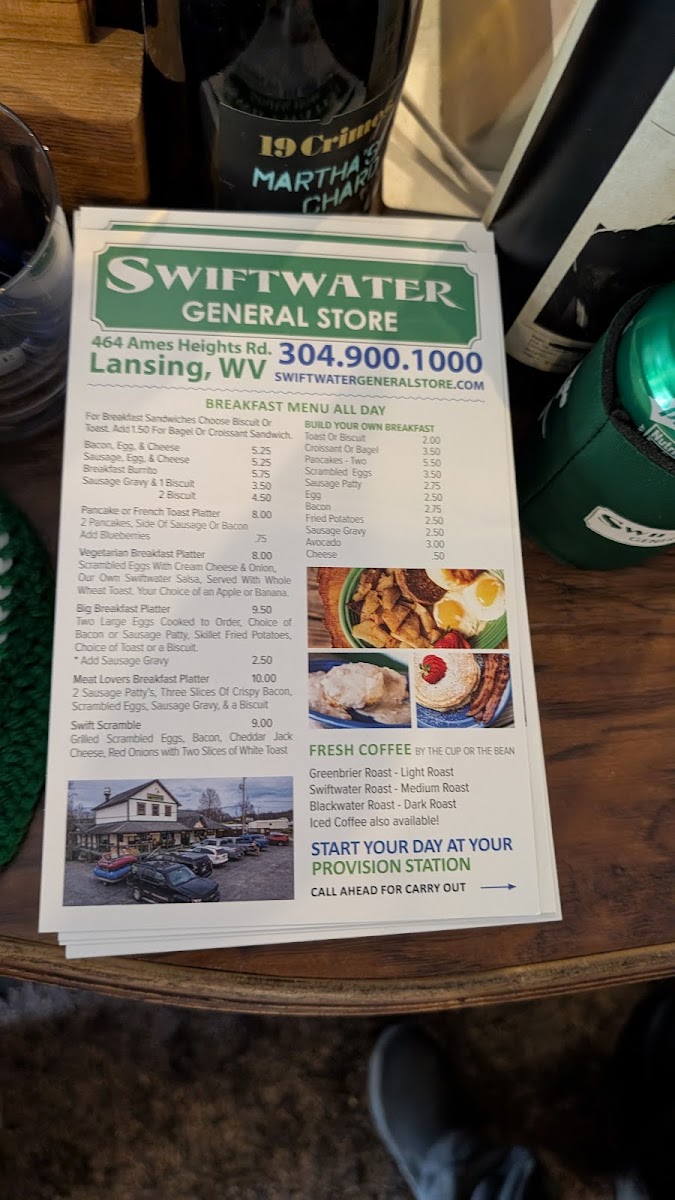 19 Crimes
MARTHA'S
CHARD
SWIFTWATER
GENERAL STORE
464 Ames Heights Rd.
Lansing, WV
304.900.1000
SWIFTWATERGENERALSTORE.COM
BREAKFAST MENU ALL DAY
For Breakfast Sandwiches Choose Biscuit Or
Toast. Add 1.50 For Bagel Or Croissant Sandwich.
Bacon, Egg, & Cheese 5.25
Sausage, Egg, & Cheese 5.25
Breakfast Burrito 5.75
Sausage Gravy & 1 Biscuit 3.50
2 Biscuit 4.50
Pancake or French Toast Platter 8.00
2 Pancakes, Side Of Sausage Or Bacon
Add Blueberries .75
Vegetarian Breakfast Platter 8.00
Scrambled Eggs With Cream Cheese & Onion,
Our Own Swiftwater Salsa, Served With Whole
Wheat Toast. Your Choice of an Apple or Banana.
Big Breakfast Platter 9.50
Two Large Eggs Cooked to Order, Choice of
Bacon or Sausage Patty, Skillet Fried Potatoes,
Choice of Toast or a Biscuit.
* Add Sausage Gravy 2.50
Meat Lovers Breakfast Platter 10.00
2 Sausage Patty's, Three Slices Of Crispy Bacon,
Scrambled Eggs, Sausage Gravy, & a Biscuit
Swift Scramble 9.00
Grilled Scrambled Eggs, Bacon, Cheddar Jack
Cheese, Red Onions with Two Slices of White Toast
BUILD YOUR OWN BREAKFAST
Toast Or Biscuit 2.00
Croissant Or Bagel 3.50
Pancakes - Two 5.50
Scrambled Eggs 3.50
Sausage Patty 2.75
Egg 2.50
Bacon 2.75
Fried Potatoes 2.50
Sausage Gravy 2.50
Avocado 3.00
Cheese .50
FRESH COFFEE BY THE CUP OR THE BEAN
Greenbrier Roast - Light Roast
Swiftwater Roast - Medium Roast
Blackwater Roast - Dark Roast
Iced Coffee also available!
START YOUR DAY AT YOUR
PROVISION STATION
CALL AHEAD FOR CARRY OUT